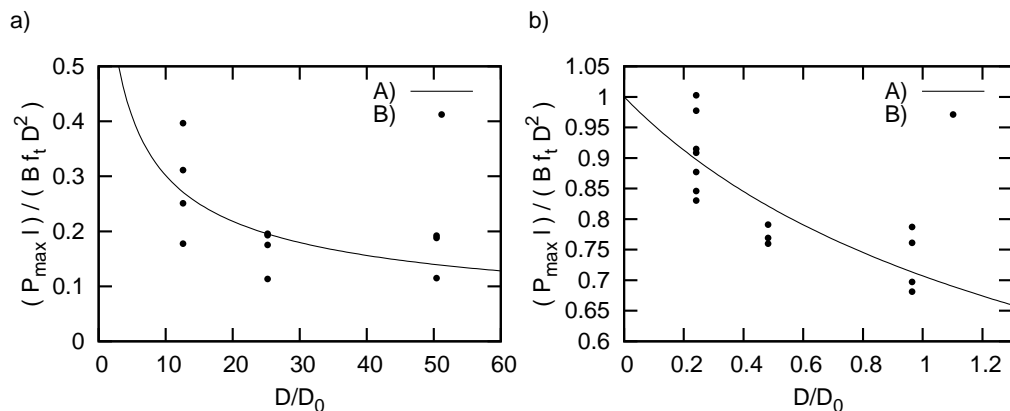 a)
( P_max l ) / ( B f_t D^2 )
0.5
0.4
0.3
0.2
0.1
0
0 10 20 30 40 50 60
D/D_0
A)
B)
b)
( P_max l ) / ( B f_t D^2 )
1.05
1
0.95
0.9
0.85
0.8
0.75
0.7
0.65
0.6
0 0.2 0.4 0.6 0.8 1 1.2
D/D_0
A)
B)